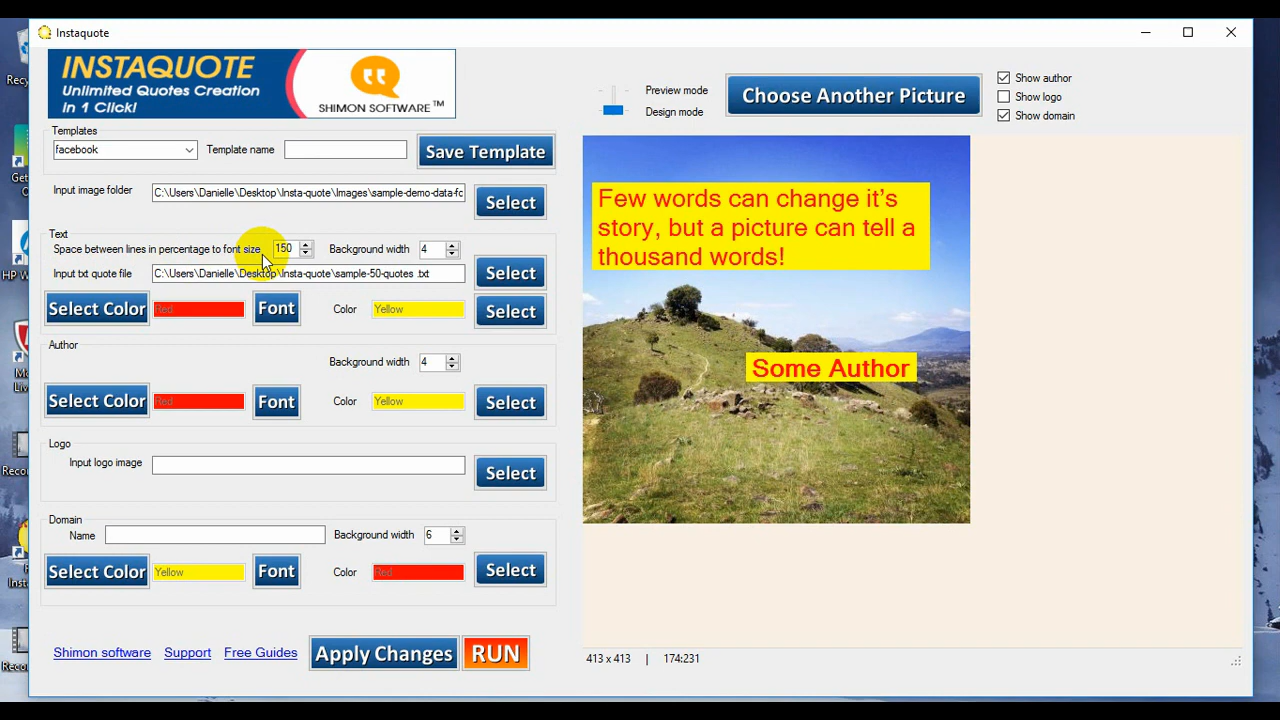 Instaquote
INSTAQUOTE
Unlimited Quotes Creation
in 1 Click!
SHIMON SOFTWARE™
Preview mode
Design mode
Choose Another Picture
Show author
Show logo
Show domain
Templates
facebook
Template name
Save Template
Input image folder
C:\Users\Danielle\Desktop\Insta-quote\Images\sample-demo-data-fo
Select
Text
Space between lines in percentage to font size
150
Background width
4
Input txt quote file
C:\Users\Danielle\Desktop\Insta-quote\sample-50-quotes .txt
Select
Select Color
Red
Font
Color
Yellow
Select
Author
Background width
4
Select Color
Red
Font
Color
Yellow
Select
Logo
Input logo image
Select
Domain
Name
Background width
6
Select Color
Yellow
Font
Color
Red
Select
Shimon software
Support
Free Guides
Apply Changes
RUN
Few words can change it's
story, but a picture can tell a
thousand words!
Some Author
413 x 413 | 174:231